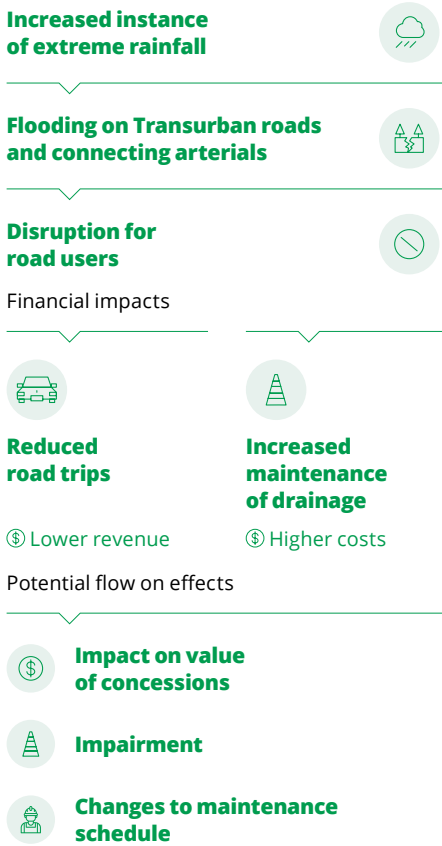 Increased instance
of extreme rainfall
Flooding on Transurban roads
and connecting arterials
Disruption for
road users
Financial impacts
Reduced
road trips
$ Lower revenue
Increased
maintenance
of drainage
$ Higher costs
Potential flow on effects
$
Impact on value
of concessions
Impairment
Changes to maintenance
schedule